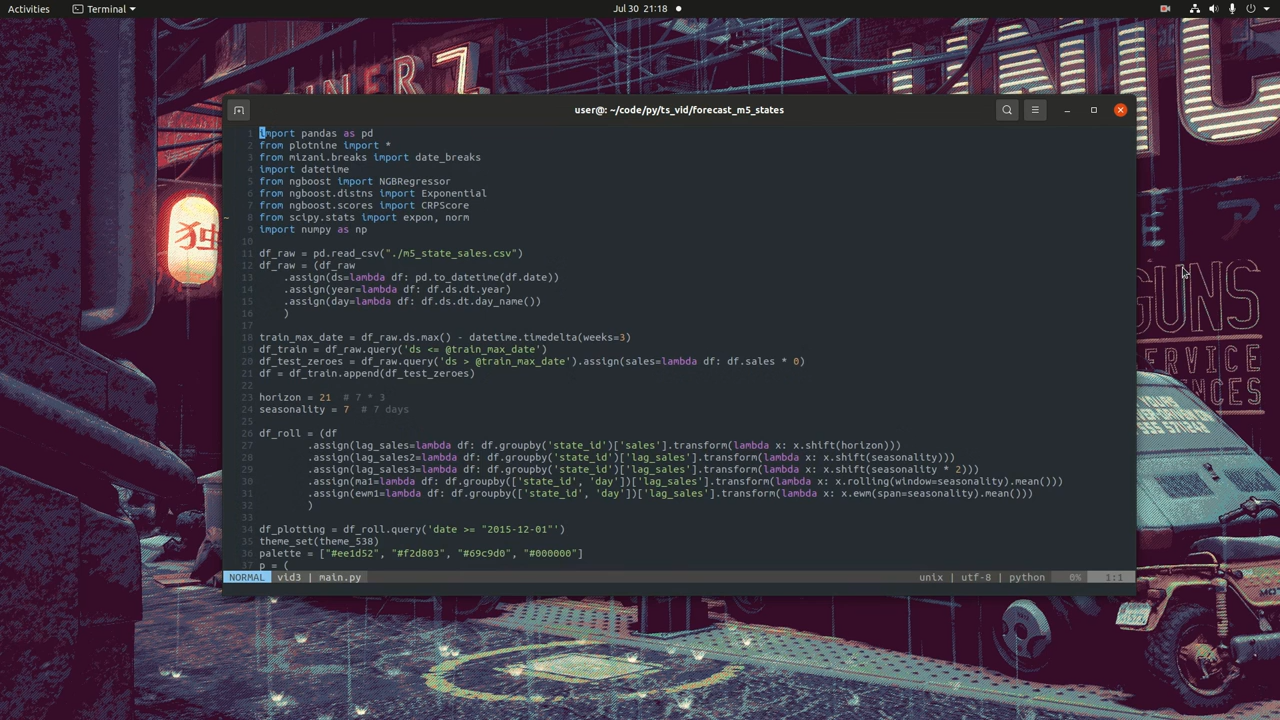 Activities Terminal Jul 30 21:18
INERZ
INIC
独
ア
GUNS
ERVICE
ENCES
user@: ~/code/py/ts_vid/forecast_m5_states
1 import pandas as pd
2 from plotnine import *
3 from mizani.breaks import date_breaks
4 import datetime
5 from ngboost import NGBRegressor
6 from ngboost.distns import Exponential
7 from ngboost.scores import CRPScore
~ 8 from scipy.stats import expon, norm
9 import numpy as np
10
11 df_raw = pd.read_csv("./m5_state_sales.csv")
12 df_raw = (df_raw
13 .assign(ds=lambda df: pd.to_datetime(df.date))
14 .assign(year=lambda df: df.ds.dt.year)
15 .assign(day=lambda df: df.ds.dt.day_name())
16 )
17
18 train_max_date = df_raw.ds.max() - datetime.timedelta(weeks=3)
19 df_train = df_raw.query('ds <= @train_max_date')
20 df_test_zeroes = df_raw.query('ds > @train_max_date').assign(sales=lambda df: df.sales * 0)
21 df = df_train.append(df_test_zeroes)
22
23 horizon = 21 # 7 * 3
24 seasonality = 7 # 7 days
25
26 df_roll = (df
27 .assign(lag_sales=lambda df: df.groupby('state_id')['sales'].transform(lambda x: x.shift(horizon)))
28 .assign(lag_sales2=lambda df: df.groupby('state_id')['lag_sales'].transform(lambda x: x.shift(seasonality)))
29 .assign(lag_sales3=lambda df: df.groupby('state_id')['lag_sales'].transform(lambda x: x.shift(seasonality * 2)))
30 .assign(ma1=lambda df: df.groupby(['state_id', 'day'])['lag_sales'].transform(lambda x: x.rolling(window=seasonality).mean()))
31 .assign(ewm1=lambda df: df.groupby(['state_id', 'day'])['lag_sales'].transform(lambda x: x.ewm(span=seasonality).mean()))
32 )
33
34 df_plotting = df_roll.query('date >= "2015-12-01"')
35 theme_set(theme_538)
36 palette = ["#ee1d52", "#f2d803", "#69c9d0", "#000000"]
37 p = (
NORMAL vid3 | main.py unix | utf-8 | python 0% 1:1